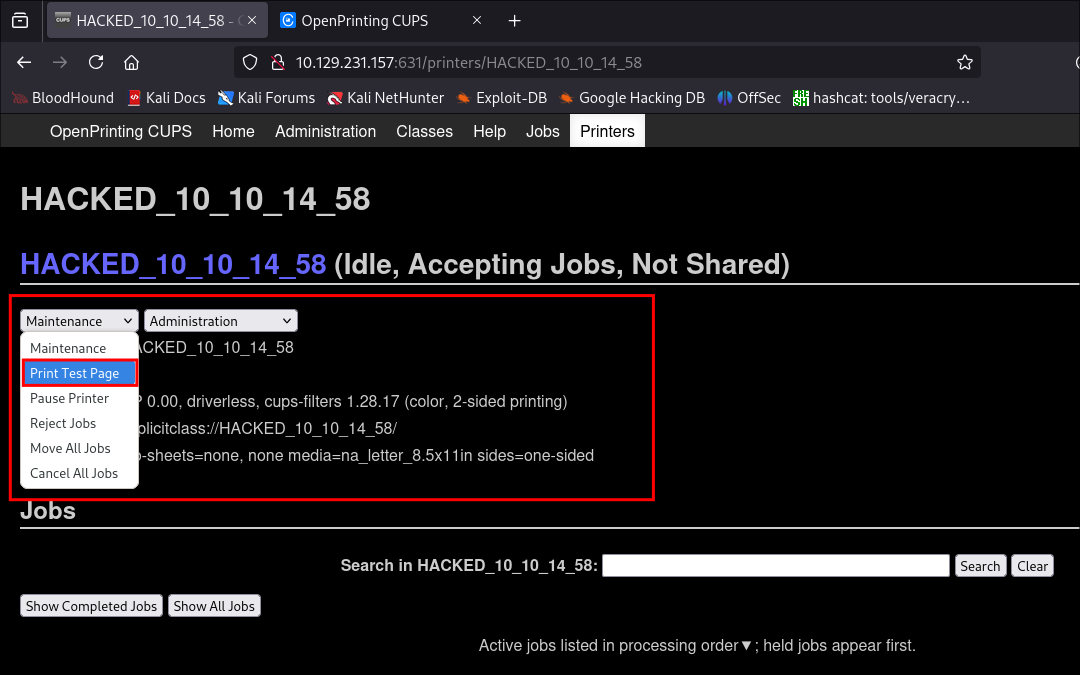 HACKED_10_10_14_58 -
OpenPrinting CUPS
10.129.231.157:631/printers/HACKED_10_10_14_58
BloodHound Kali Docs Kali Forums Kali NetHunter Exploit-DB Google Hacking DB OffSec hashcat: tools/veracry…
OpenPrinting CUPS Home Administration Classes Help Jobs Printers
HACKED_10_10_14_58
HACKED_10_10_14_58 (Idle, Accepting Jobs, Not Shared)
Maintenance Administration
Maintenance ACKED_10_10_14_58
Print Test Page
Pause Printer 0.00, driverless, cups-filters 1.28.17 (color, 2-sided printing)
Reject Jobs plicitclass://HACKED_10_10_14_58/
Move All Jobs -sheets=none, none media=na_letter_8.5x11in sides=one-sided
Cancel All Jobs
Jobs
Search in HACKED_10_10_14_58: Search Clear
Show Completed Jobs Show All Jobs
Active jobs listed in processing order▼; held jobs appear first.